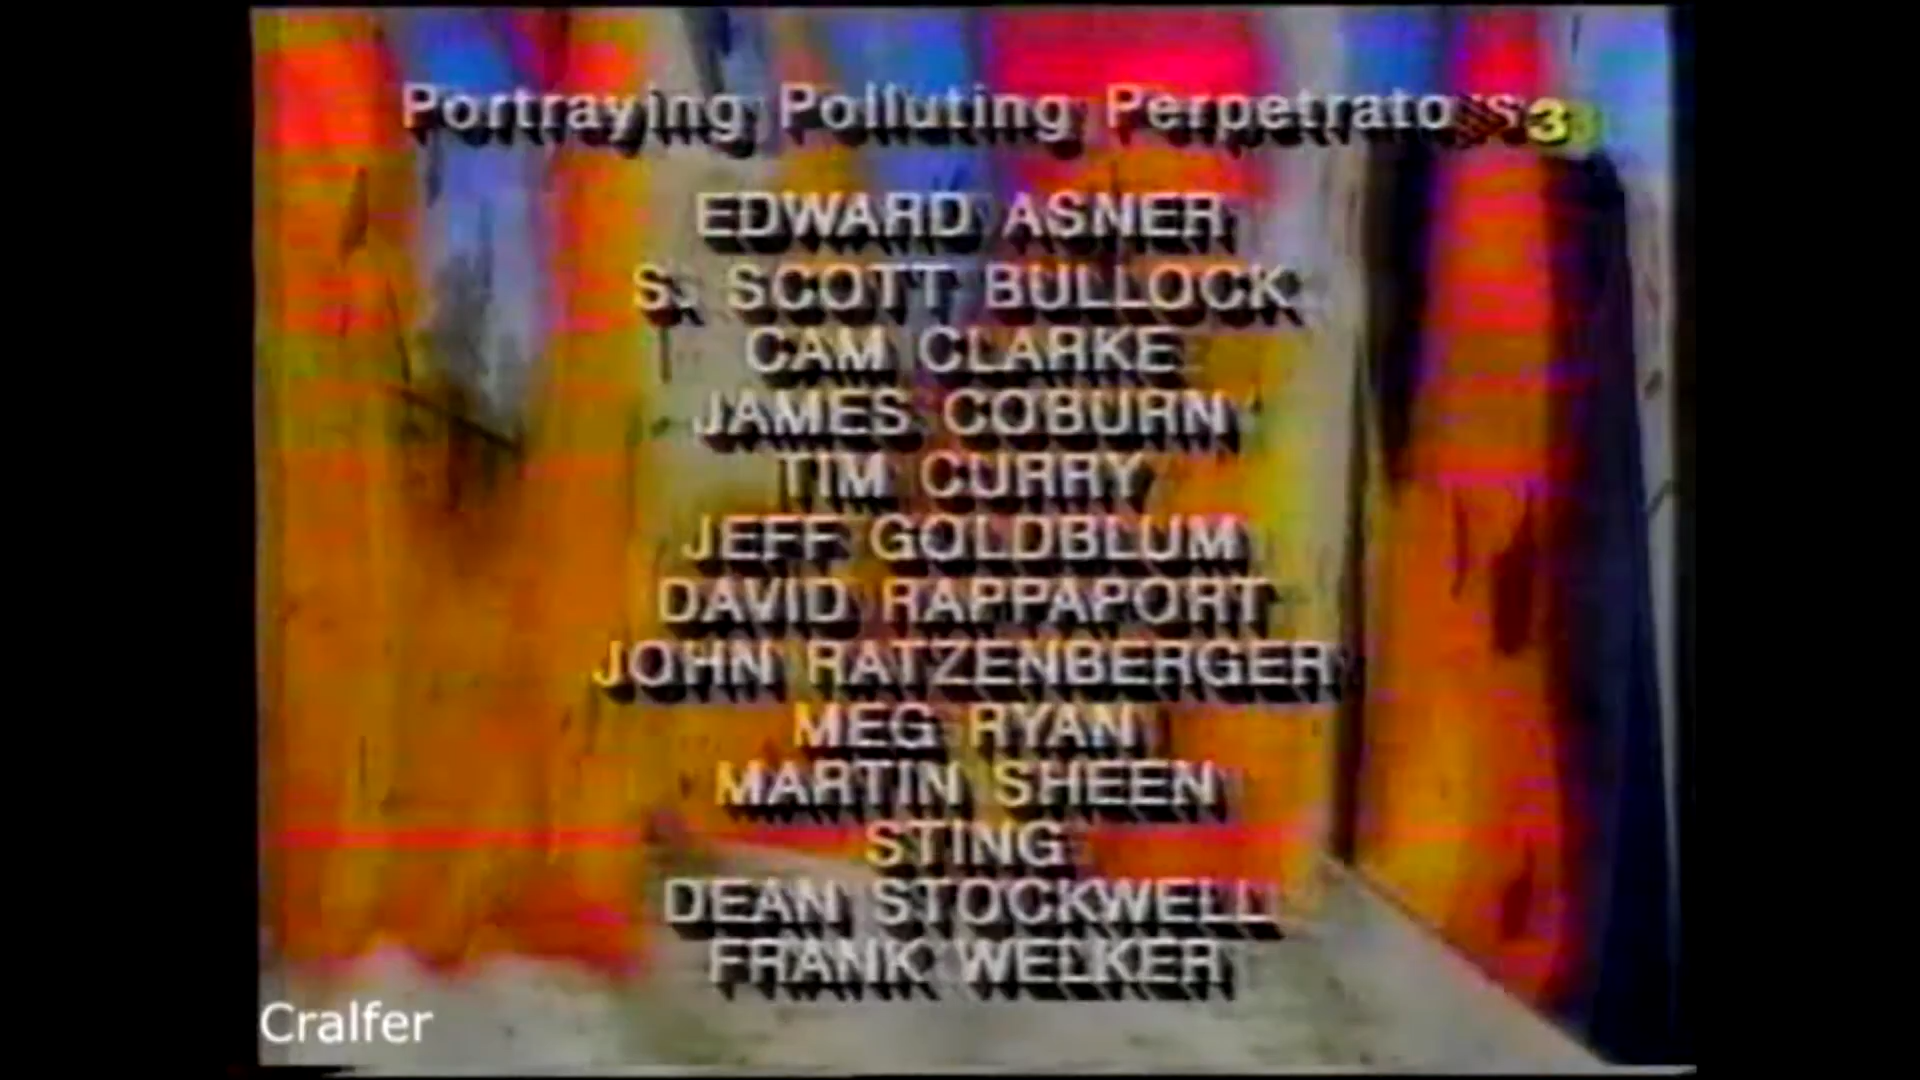 Portraying Polluting Perpetrators 3
EDWARD ASNER
S. SCOTT BULLOCK
CAM CLARKE
JAMES COBURN
TIM CURRY
JEFF GOLDBLUM
DAVID RAPPAPORT
JOHN RATZENBERGER
MEG RYAN
MARTIN SHEEN
STING
DEAN STOCKWELL
FRANK WELKER
Cralfer